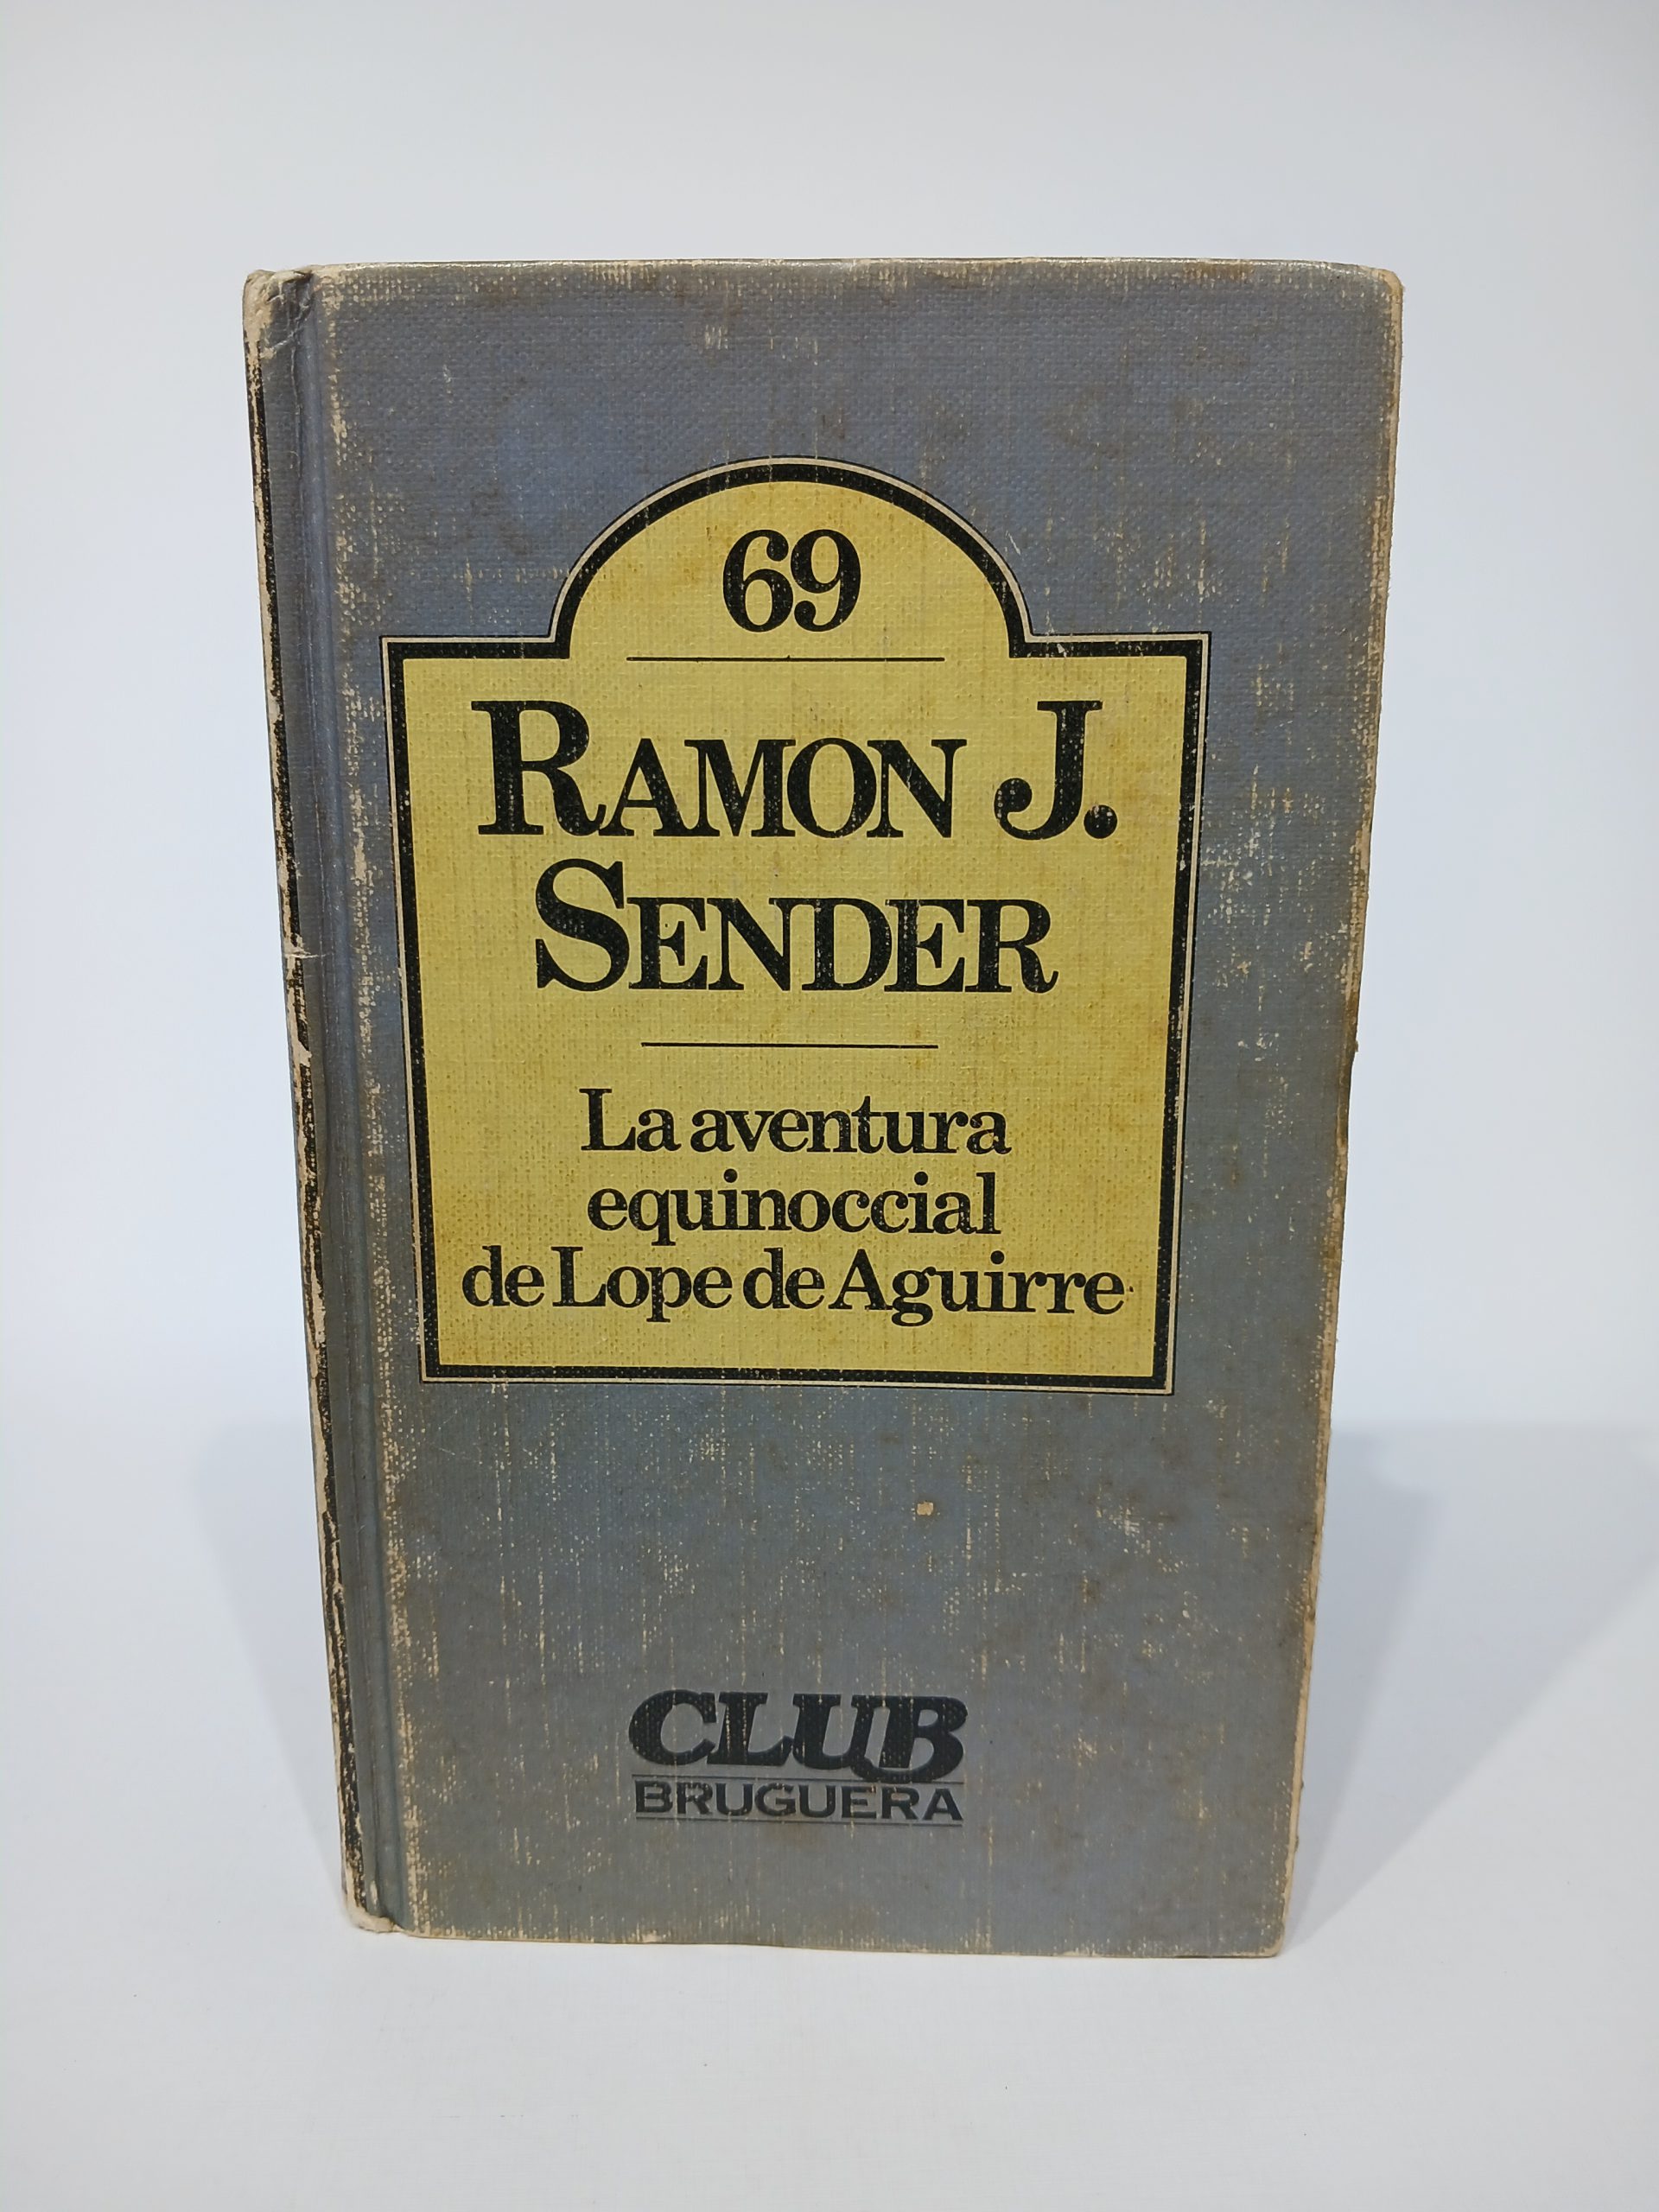 69
RAMON J.
SENDER
La aventura
equinoccial
de Lope de Aguirre
CLUB
BRUGUERA